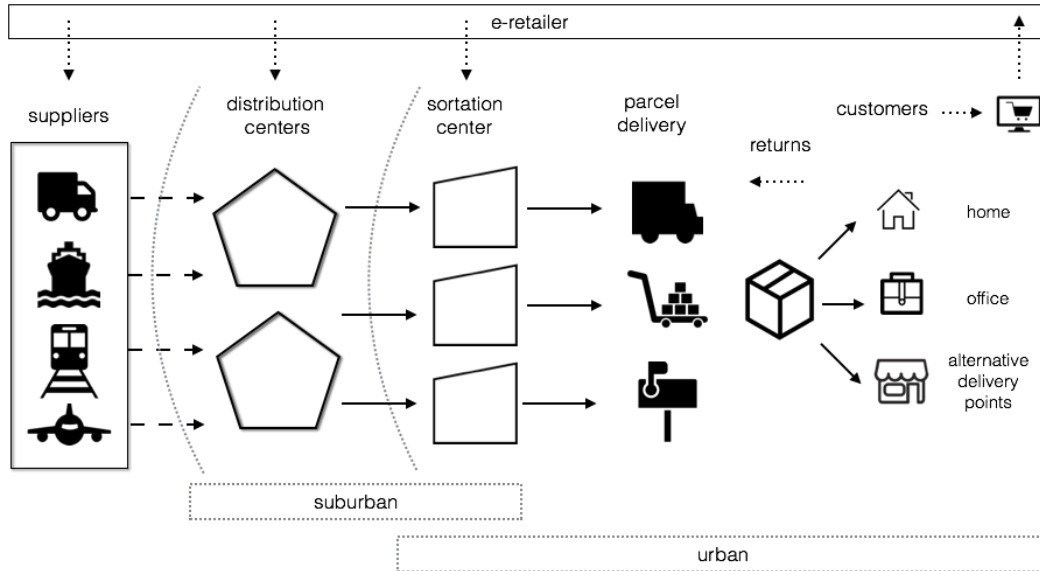 e-retailer
suppliers
distribution
centers
sortation
center
parcel
delivery
customers
returns
home
office
alternative
delivery
points
suburban
urban